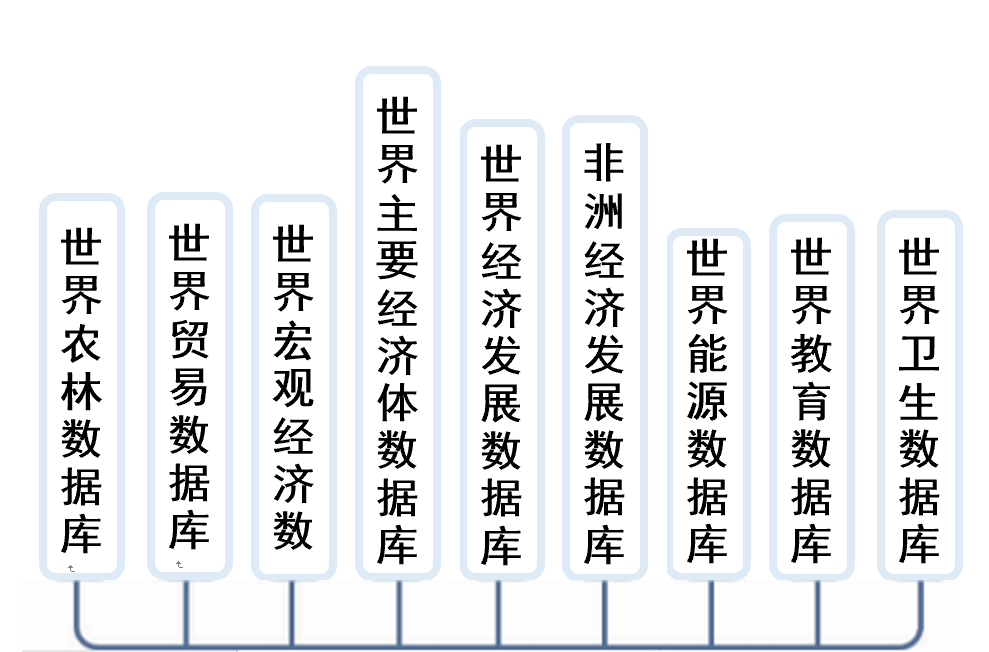 世界农林数据库
世界贸易数据库
世界宏观经济数
世界主要经济体数据库
世界经济发展数据库
非洲经济发展数据库
世界能源数据库
世界教育数据库
世界卫生数据库